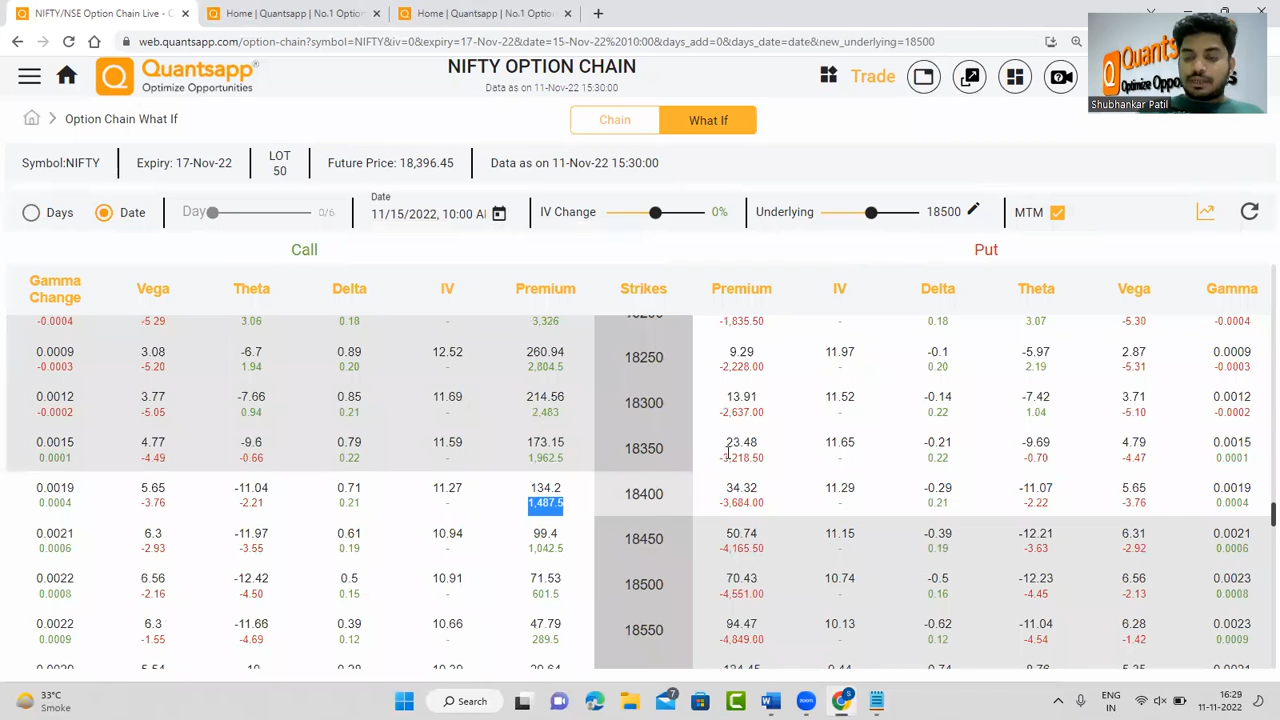 NIFTY/NSE Option Chain Live - C
Home | Quantsapp | No.1 Option
Home | Quantsapp | No.1 Option
web.quantsapp.com/option-chain?symbol=NIFTY&iv=0&expiry=17-Nov-22&date=15-Nov-22%2010:00&days_add=0&days_date=date&new_underlying=18500
Quantsapp
Optimize Opportunities
NIFTY OPTION CHAIN
Data as on 11-Nov-22 15:30:00
Trade
Shubhankar Patil
Option Chain What If
Chain
What If
Symbol:NIFTY
Expiry: 17-Nov-22
LOT
50
Future Price: 18,396.45
Data as on 11-Nov-22 15:30:00
Days
Date
Day
0/6
Date
11/15/2022, 10:00 A
IV Change
0%
Underlying
18500
MTM
Call
Put
Gamma Change Vega Theta Delta IV Premium Strikes Premium IV Delta Theta Vega Gamma
-0.0004 -5.29 3.06 0.18 - 3,326 18200 -1,835.50 - 0.18 3.07 -5.30 -0.0004
0.0009 3.08 -6.7 0.89 12.52 260.94 18250 9.29 11.97 -0.1 -5.97 2.87 0.0009
-0.0003 -5.20 1.94 0.20 - 2,804.5 -2,228.00 - 0.20 2.19 -5.31 -0.0003
0.0012 3.77 -7.66 0.85 11.69 214.56 18300 13.91 11.52 -0.14 -7.42 3.71 0.0012
-0.0002 -5.05 0.94 0.21 - 2,483 -2,637.00 - 0.22 1.04 -5.10 -0.0002
0.0015 4.77 -9.6 0.79 11.59 173.15 18350 23.48 11.65 -0.21 -9.69 4.79 0.0015
0.0001 -4.49 -0.66 0.22 - 1,962.5 -3,218.50 - 0.22 -0.70 -4.47 0.0001
0.0019 5.65 -11.04 0.71 11.27 134.2 18400 34.32 11.29 -0.29 -11.07 5.65 0.0019
0.0004 -3.76 -2.21 0.21 - 1,487.5 -3,684.00 - 0.21 -2.22 -3.76 0.0004
0.0021 6.3 -11.97 0.61 10.94 99.4 18450 50.74 11.15 -0.39 -12.21 6.31 0.0021
0.0006 -2.93 -3.55 0.19 - 1,042.5 -4,165.50 - 0.19 -3.63 -2.92 0.0006
0.0022 6.56 -12.42 0.5 10.91 71.53 18500 70.43 10.74 -0.5 -12.23 6.56 0.0023
0.0008 -2.16 -4.50 0.15 - 601.5 -4,551.00 - 0.16 -4.45 -2.13 0.0008
0.0022 6.3 -11.66 0.39 10.66 47.79 18550 94.47 10.13 -0.62 -11.04 6.28 0.0022
0.0009 -1.55 -4.69 0.12 - 289.5 -4,849.00 - 0.12 -4.54 -1.42 0.0009
33°C
Smoke
Search
7
ENG
IN
16:29
11-11-2022